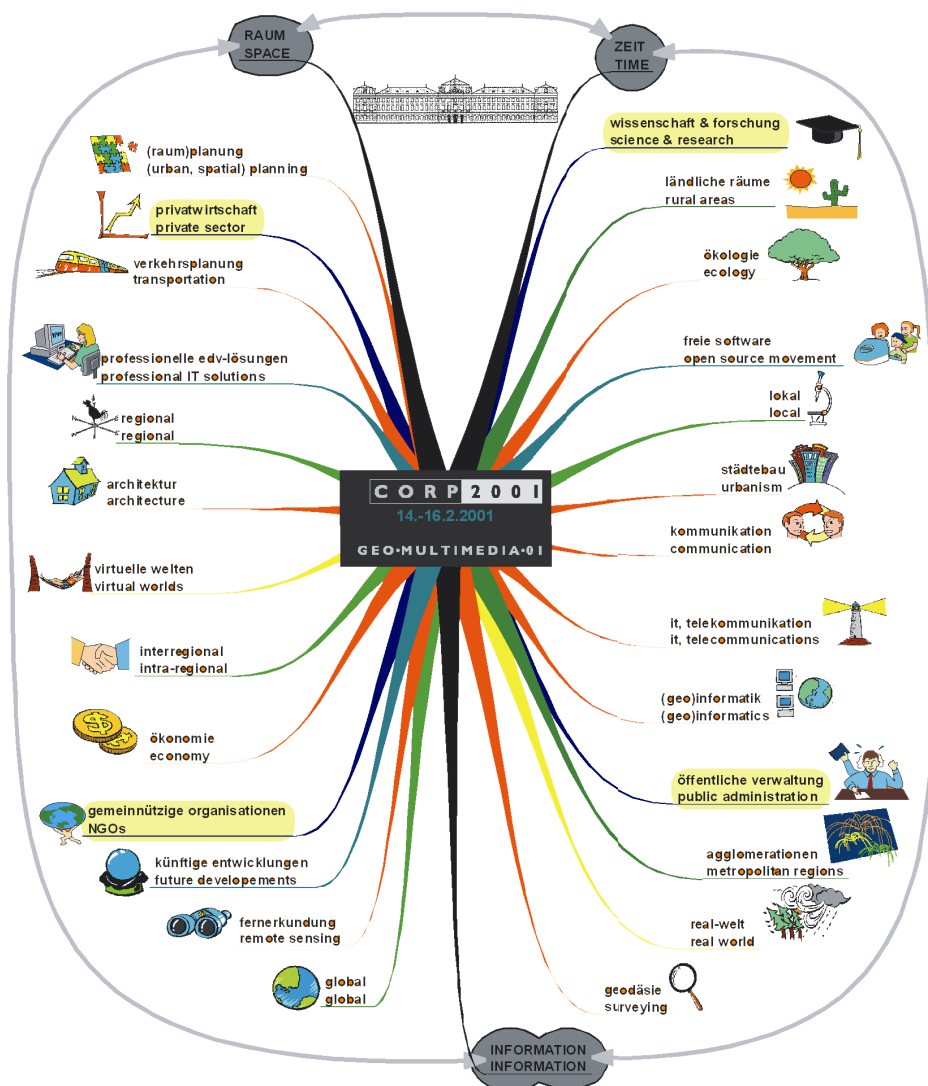 RAUM
SPACE
ZEIT
TIME
wissenschaft & forschung
science & research
(raum)planung
(urban, spatial) planning
ländliche räume
rural areas
privatwirtschaft
private sector
ökologie
ecology
verkehrsplanung
transportation
freie software
open source movement
professionelle edv-lösungen
professional IT solutions
lokal
local
regional
regional
städtebau
urbanism
architektur
architecture
CORP 2001
14.-16.2.2001
GEO•MULTIMEDIA•01
kommunikation
communication
virtuelle welten
virtual worlds
it, telekommunikation
it, telecommunications
interregional
intra-regional
(geo)informatik
(geo)informatics
ökonomie
economy
öffentliche verwaltung
public administration
gemeinnützige organisationen
NGOs
agglomerationen
metropolitan regions
künftige entwicklungen
future developements
real-welt
real world
fernerkundung
remote sensing
global
global
geodäsie
surveying
INFORMATION
INFORMATION